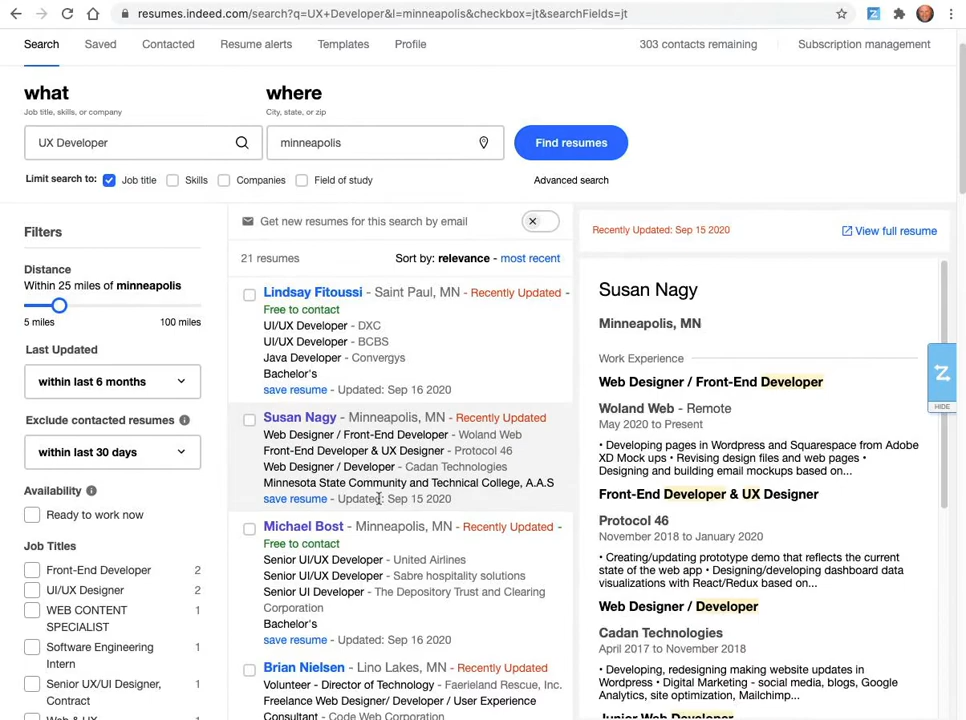 resumes.indeed.com/search?q=UX+Developer&l=minneapolis&checkbox=jt&searchFields=jt
Search Saved Contacted Resume alerts Templates Profile 303 contacts remaining Subscription management
what
Job title, skills, or company
where
City, state, or zip
UX Developer
minneapolis
Find resumes
Limit search to: Job title Skills Companies Field of study
Advanced search
Filters
Distance
Within 25 miles of minneapolis
5 miles 100 miles
Last Updated
within last 6 months
Exclude contacted resumes
within last 30 days
Availability
Ready to work now
Job Titles
Front-End Developer 2
UI/UX Designer 2
WEB CONTENT 1
SPECIALIST
Software Engineering 1
Intern
Senior UX/UI Designer, 1
Contract
Web & UX
Get new resumes for this search by email
21 resumes Sort by: relevance - most recent
Lindsay Fitoussi - Saint Paul, MN - Recently Updated -
Free to contact
UI/UX Developer - DXC
UI/UX Developer - BCBS
Java Developer - Convergys
Bachelor's
save resume - Updated: Sep 16 2020
Susan Nagy - Minneapolis, MN - Recently Updated
Web Designer / Front-End Developer - Woland Web
Front-End Developer & UX Designer - Protocol 46
Web Designer / Developer - Cadan Technologies
Minnesota State Community and Technical College, A.A.S
save resume - Updated: Sep 15 2020
Michael Bost - Minneapolis, MN - Recently Updated -
Free to contact
Senior UI/UX Developer - United Airlines
Senior UI/UX Developer - Sabre hospitality solutions
Senior UI Developer - The Depository Trust and Clearing
Corporation
Bachelor's
save resume - Updated: Sep 16 2020
Brian Nielsen - Lino Lakes, MN - Recently Updated
Volunteer - Director of Technology - Faerieland Rescue, Inc.
Freelance Web Designer/ Developer / User Experience
Consultant - Code Web Corporation
Recently Updated: Sep 15 2020 View full resume
Susan Nagy
Minneapolis, MN
Work Experience
Web Designer / Front-End Developer
Woland Web - Remote
May 2020 to Present
• Developing pages in Wordpress and Squarespace from Adobe
XD Mock ups • Revising design files and web pages •
Designing and building email mockups based on...
Front-End Developer & UX Designer
Protocol 46
November 2018 to January 2020
• Creating/updating prototype demo that reflects the current
state of the web app • Designing/developing dashboard data
visualizations with React/Redux based on...
Web Designer / Developer
Cadan Technologies
April 2017 to November 2018
• Developing, redesigning making website updates in
Wordpress • Digital Marketing - social media, blogs, Google
Analytics, site optimization, Mailchimp...
Junior Web Developer
Z
HIDE